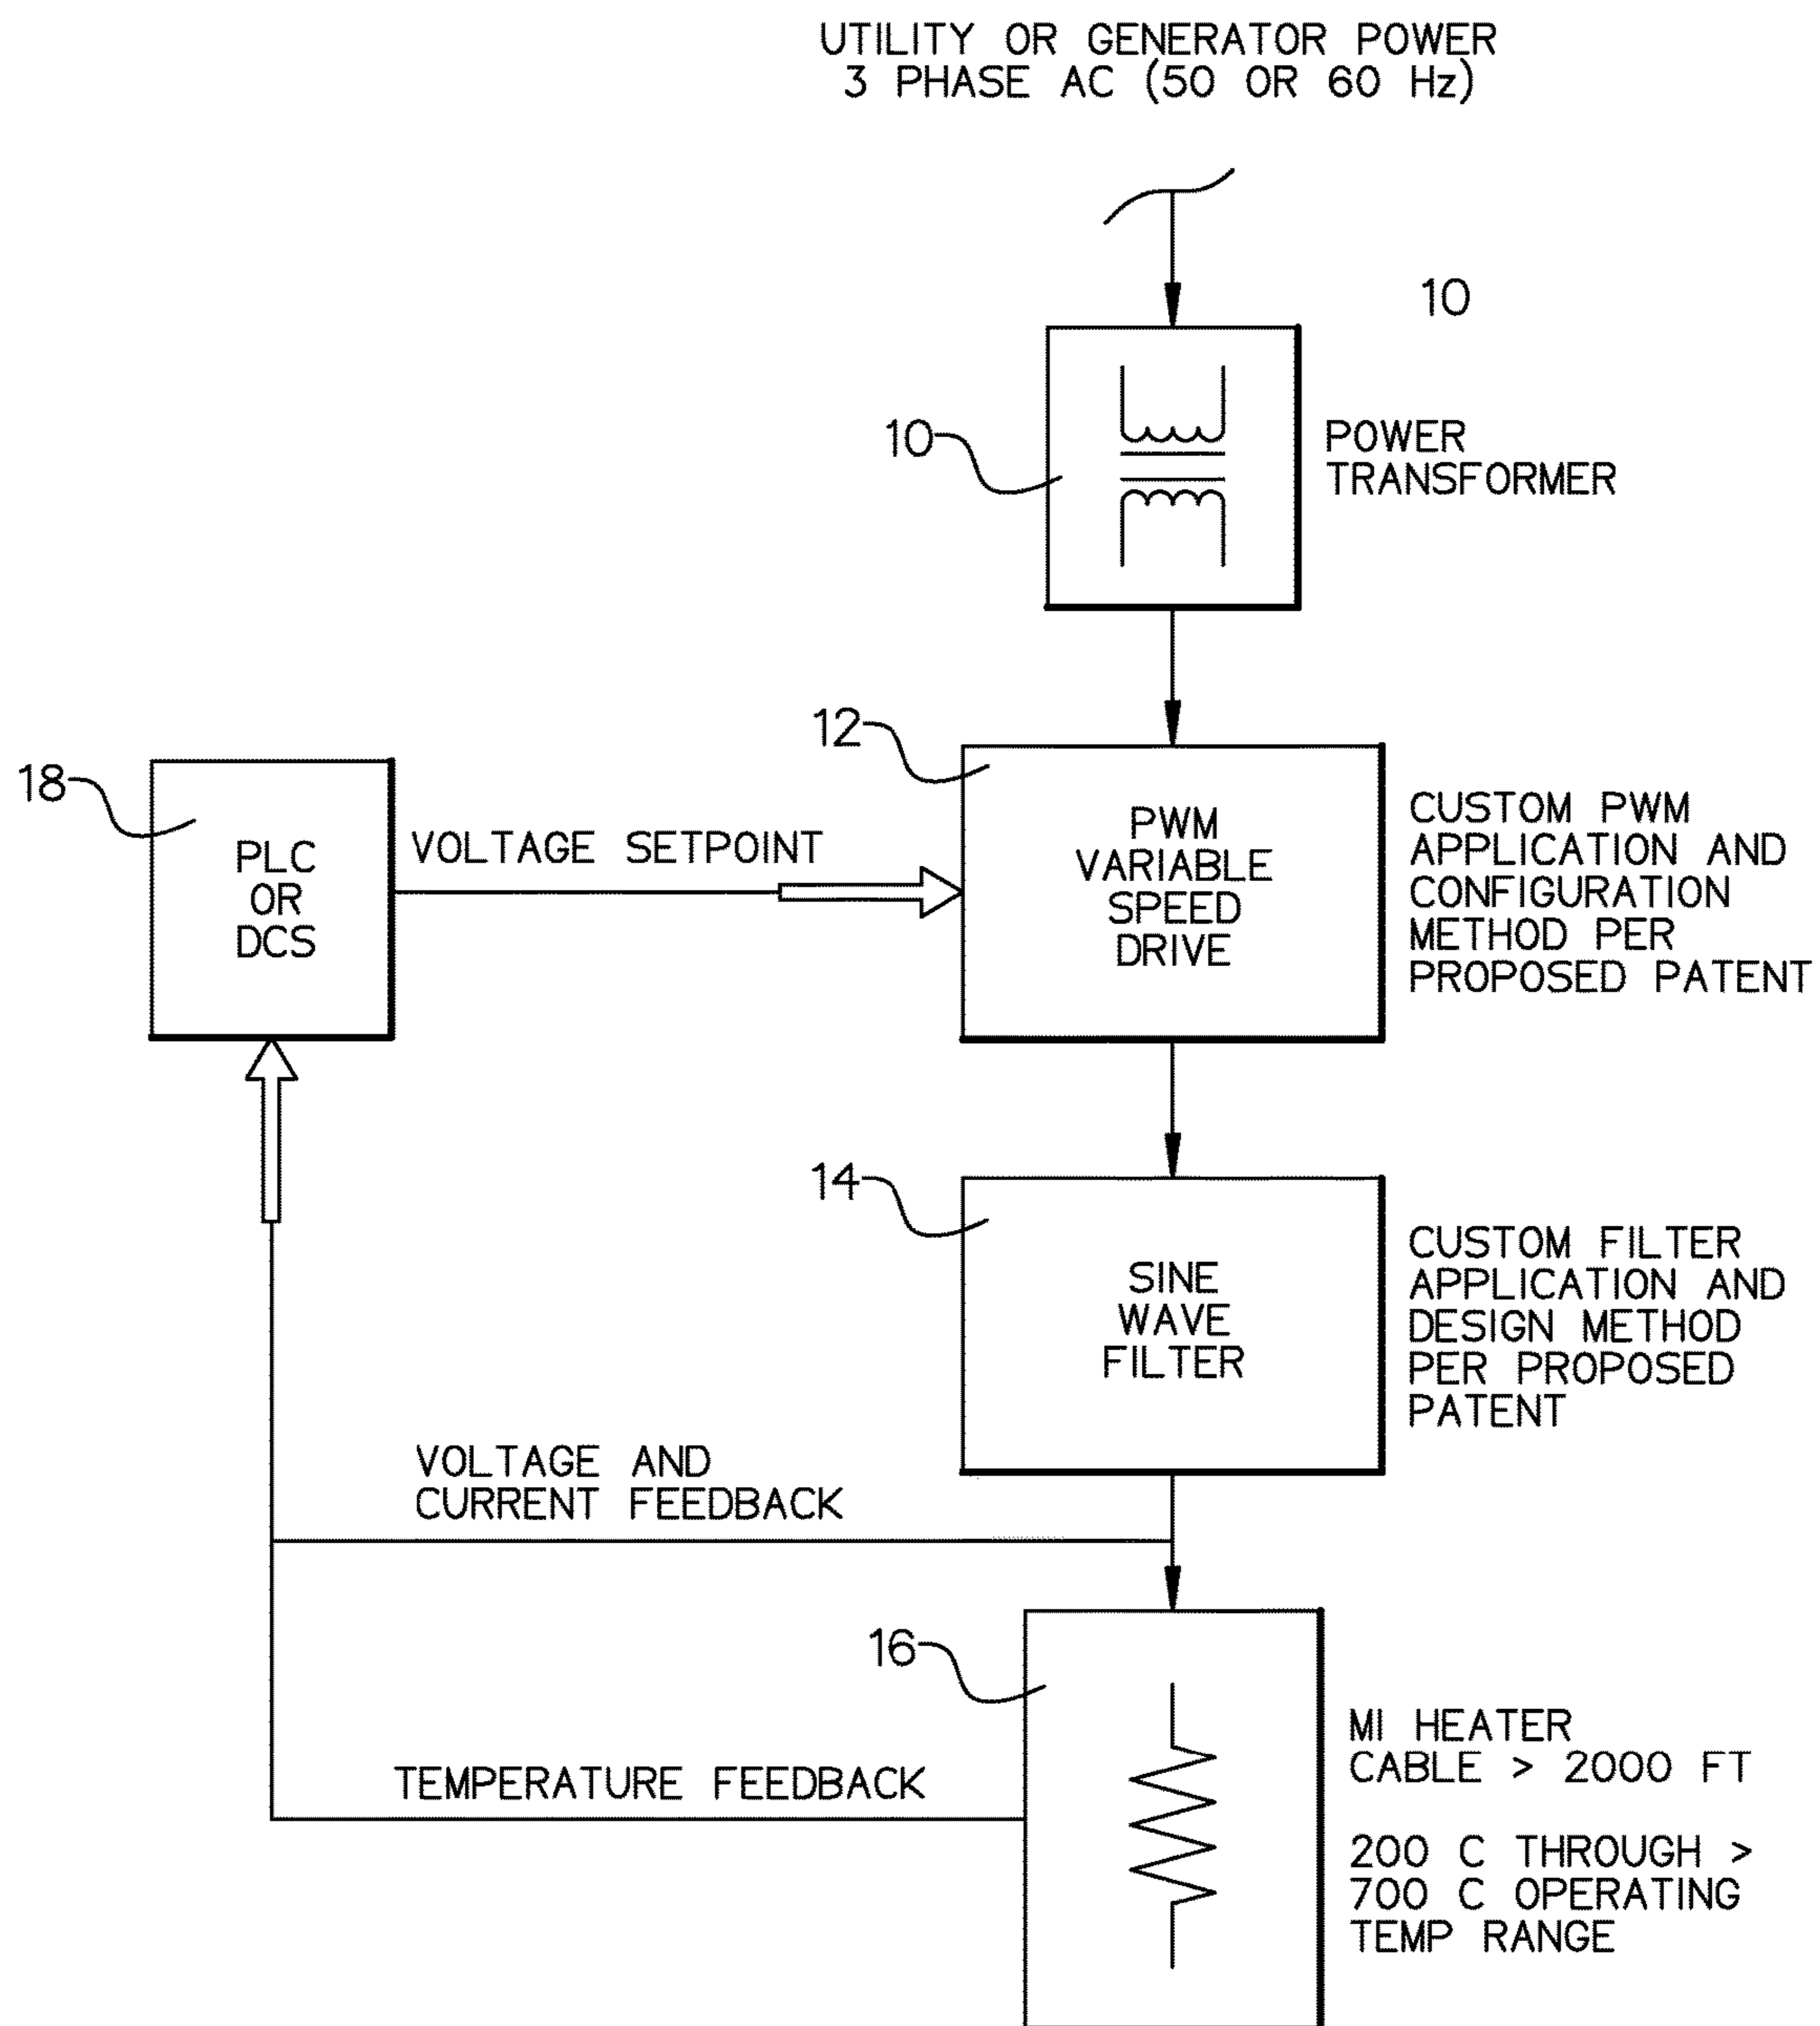 UTILITY OR GENERATOR POWER
3 PHASE AC (50 OR 60 Hz)
10
10
POWER
TRANSFORMER
12
PWM
VARIABLE
SPEED
DRIVE
CUSTOM PWM
APPLICATION AND
CONFIGURATION
METHOD PER
PROPOSED PATENT
18
PLC
OR
DCS
VOLTAGE SETPOINT
14
SINE
WAVE
FILTER
CUSTOM FILTER
APPLICATION AND
DESIGN METHOD
PER PROPOSED
PATENT
VOLTAGE AND
CURRENT FEEDBACK
16
MI HEATER
CABLE > 2000 FT
200 C THROUGH >
700 C OPERATING
TEMP RANGE
TEMPERATURE FEEDBACK